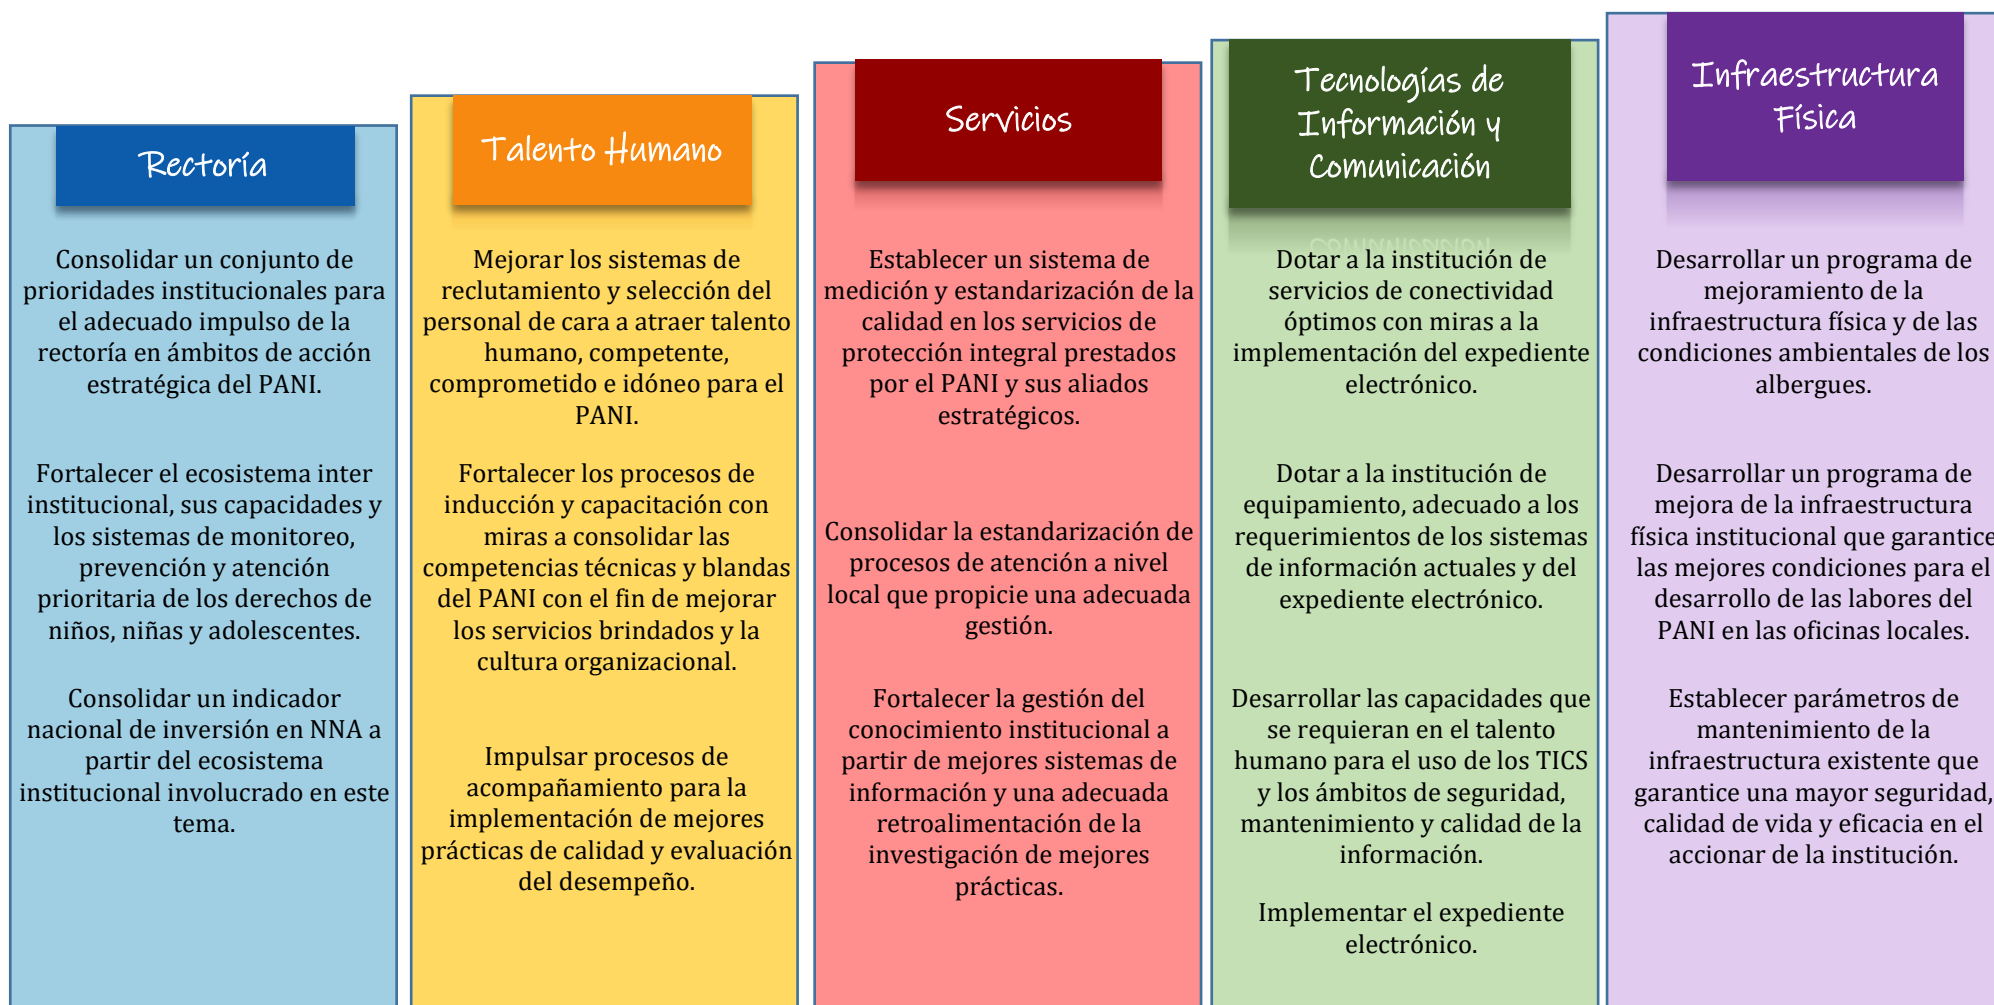 Rectoría
Consolidar un conjunto de
prioridades institucionales para
el adecuado impulso de la
rectoría en ámbitos de acción
estratégica del PANI.
Fortalecer el ecosistema inter
institucional, sus capacidades y
los sistemas de monitoreo,
prevención y atención
prioritaria de los derechos de
niños, niñas y adolescentes.
Consolidar un indicador
nacional de inversión en NNA a
partir del ecosistema
institucional involucrado en este
tema.
Talento Humano
Mejorar los sistemas de
reclutamiento y selección del
personal de cara a atraer talento
humano, competente,
comprometido e idóneo para el
PANI.
Fortalecer los procesos de
inducción y capacitación con
miras a consolidar las
competencias técnicas y blandas
del PANI con el fin de mejorar
los servicios brindados y la
cultura organizacional.
Impulsar procesos de
acompañamiento para la
implementación de mejores
prácticas de calidad y evaluación
del desempeño.
Servicios
Establecer un sistema de
medición y estandarización de la
calidad en los servicios de
protección integral prestados
por el PANI y sus aliados
estratégicos.
Consolidar la estandarización de
procesos de atención a nivel
local que propicie una adecuada
gestión.
Fortalecer la gestión del
conocimiento institucional a
partir de mejores sistemas de
información y una adecuada
retroalimentación de la
investigación de mejores
prácticas.
Tecnologías de
Información y
Comunicación
Dotar a la institución de
servicios de conectividad
óptimos con miras a la
implementación del expediente
electrónico.
Dotar a la institución de
equipamiento, adecuado a los
requerimientos de los sistemas
de información actuales y del
expediente electrónico.
Desarrollar las capacidades que
se requieran en el talento
humano para el uso de los TICS
y los ámbitos de seguridad,
mantenimiento y calidad de la
información.
Implementar el expediente
electrónico.
Infraestructura
Física
Desarrollar un programa de
mejoramiento de la
infraestructura física y de las
condiciones ambientales de los
albergues.
Desarrollar un programa de
mejora de la infraestructura
física institucional que garantice
las mejores condiciones para el
desarrollo de las labores del
PANI en las oficinas locales.
Establecer parámetros de
mantenimiento de la
infraestructura existente que
garantice una mayor seguridad,
calidad de vida y eficacia en el
accionar de la institución.